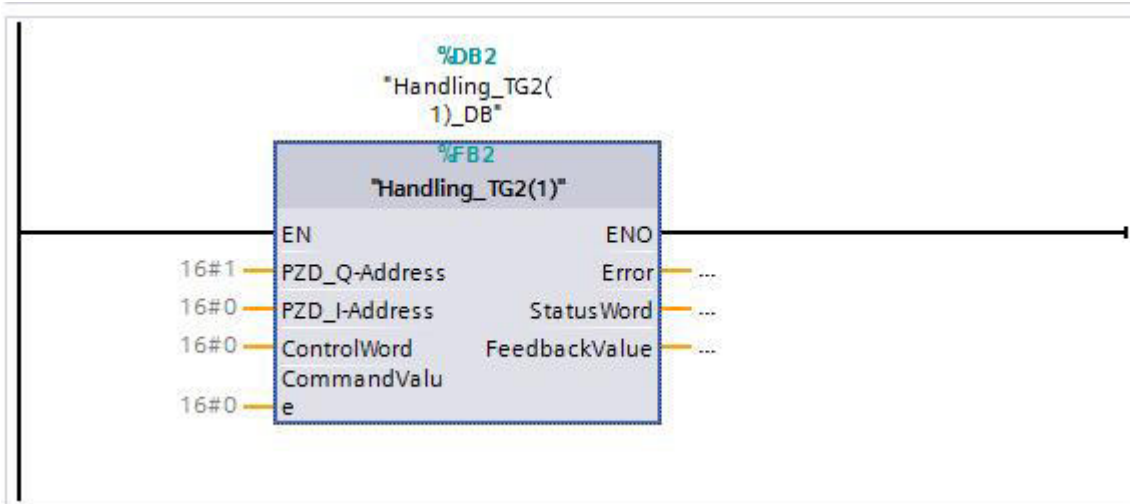 %DB2
"Handling_TG2(
1)_DB"
%FB2
"Handling_TG2(1)"
EN ENO
16#1 PZD_Q-Address Error ...
16#0 PZD_I-Address StatusWord ...
16#0 ControlWord FeedbackValue ...
CommandValu
16#0 e